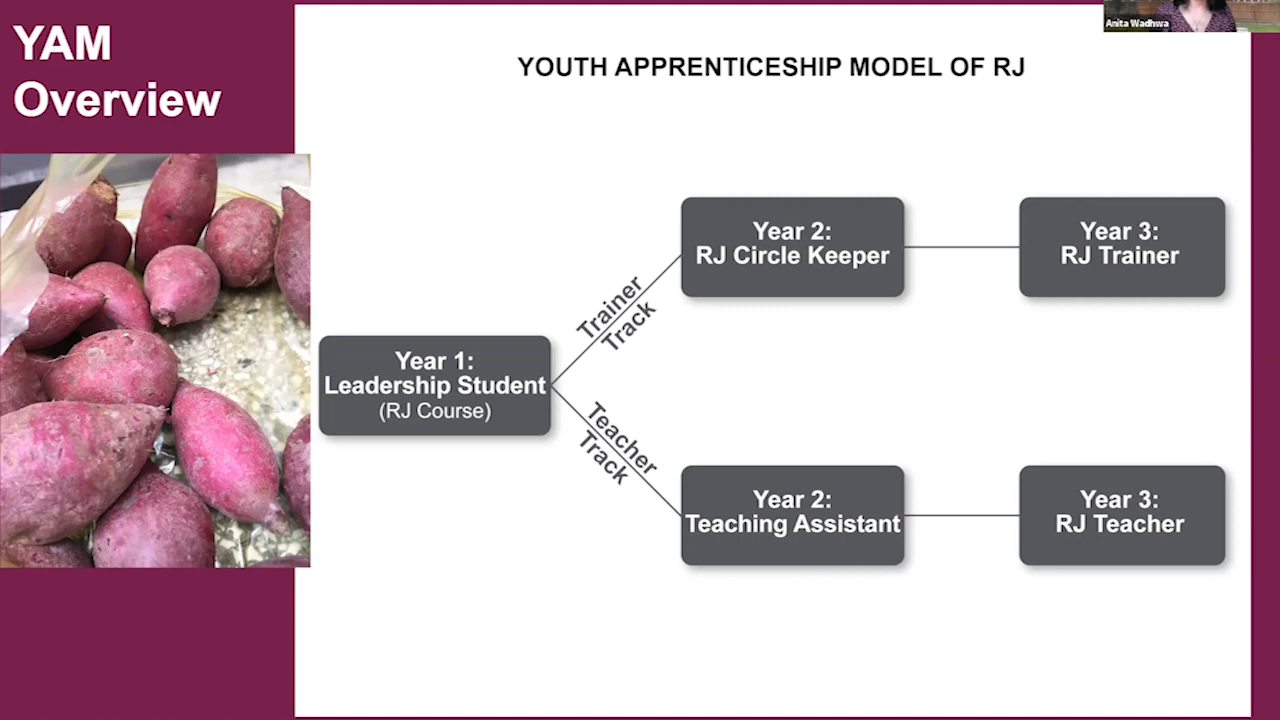 YAM
Overview
Anita Wadhwa
YOUTH APPRENTICESHIP MODEL OF RJ
Year 1:
Leadership Student
(RJ Course)
Trainer
Track
Year 2:
RJ Circle Keeper
Year 3:
RJ Trainer
Teacher
Track
Year 2:
Teaching Assistant
Year 3:
RJ Teacher